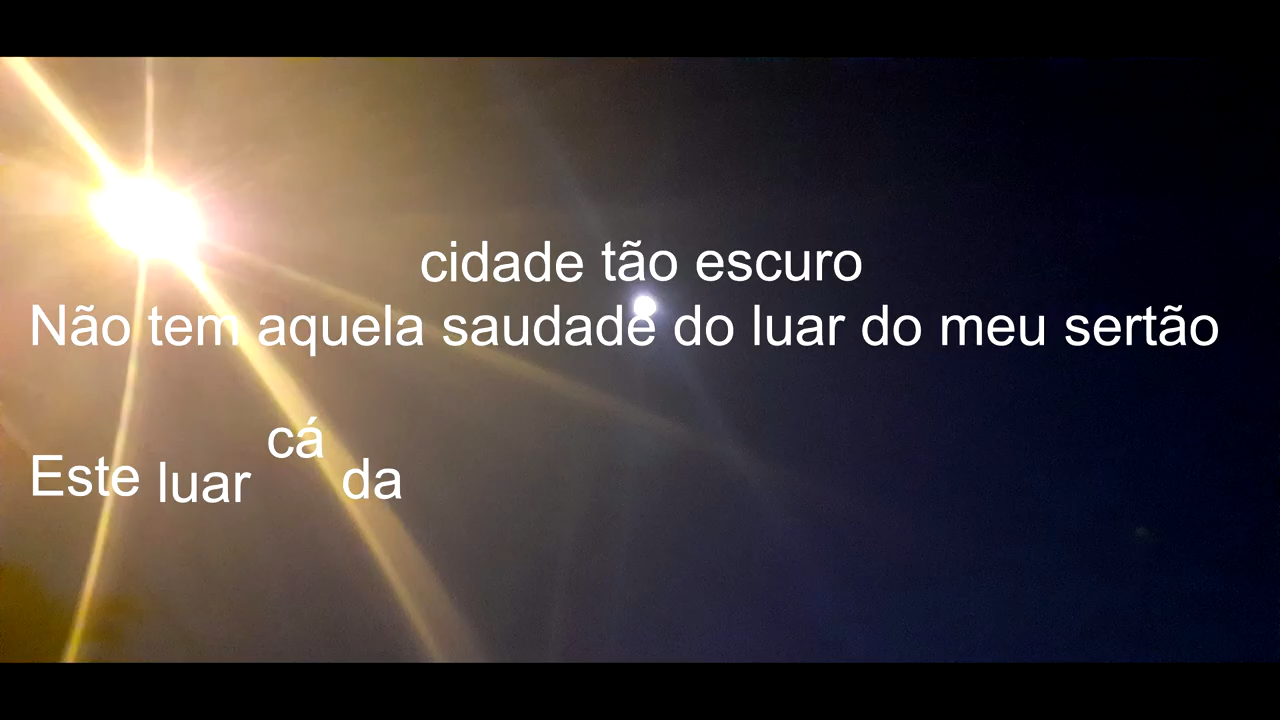 cidade tão escuro
Não tem aquela saudade do luar do meu sertão
Este luar cá da